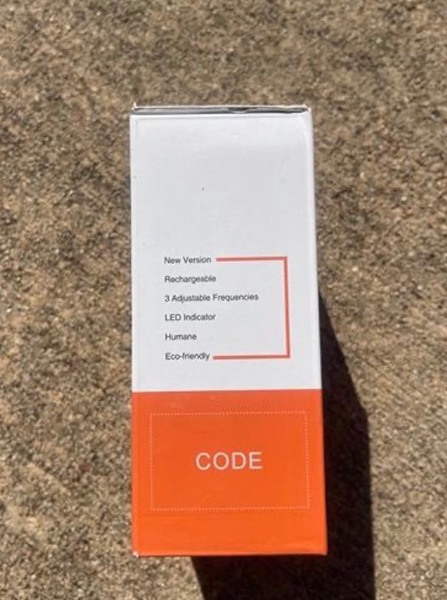 New Version
Rechargeable
3 Adjustable Frequencies
LED Indicator
Humane
Eco-friendly
CODE